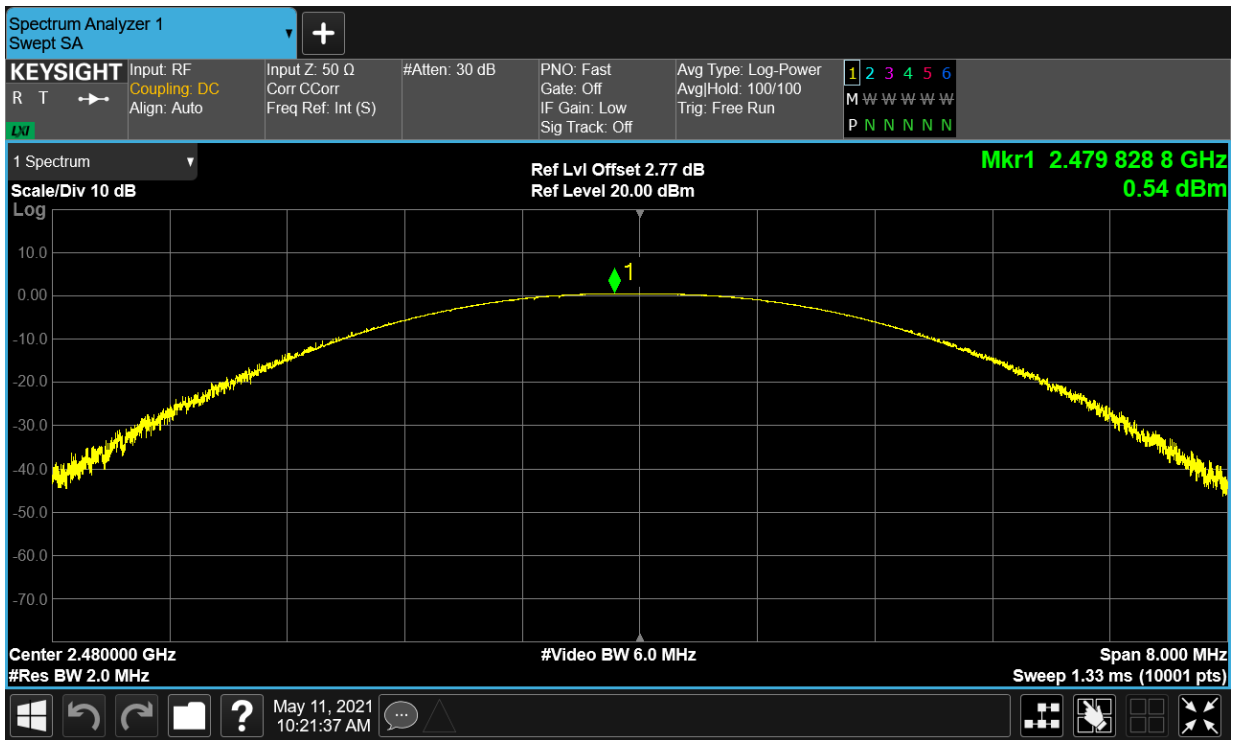 Spectrum Analyzer 1
Swept SA
KEYSIGHT
R T
LXI
Input: RF
Coupling: DC
Align: Auto
Input Z: 50 Ω
Corr CCorr
Freq Ref: Int (S)
#Atten: 30 dB
PNO: Fast
Gate: Off
IF Gain: Low
Sig Track: Off
Avg Type: Log-Power
Avg|Hold: 100/100
Trig: Free Run
1 2 3 4 5 6
M W W W W W
P N N N N N
1 Spectrum
Scale/Div 10 dB
Log
Ref Lvl Offset 2.77 dB
Ref Level 20.00 dBm
Mkr1 2.479 828 8 GHz
0.54 dBm
1
10.0
0.00
-10.0
-20.0
-30.0
-40.0
-50.0
-60.0
-70.0
Center 2.480000 GHz
#Res BW 2.0 MHz
#Video BW 6.0 MHz
Span 8.000 MHz
Sweep 1.33 ms (10001 pts)
?
May 11, 2021
10:21:37 AM